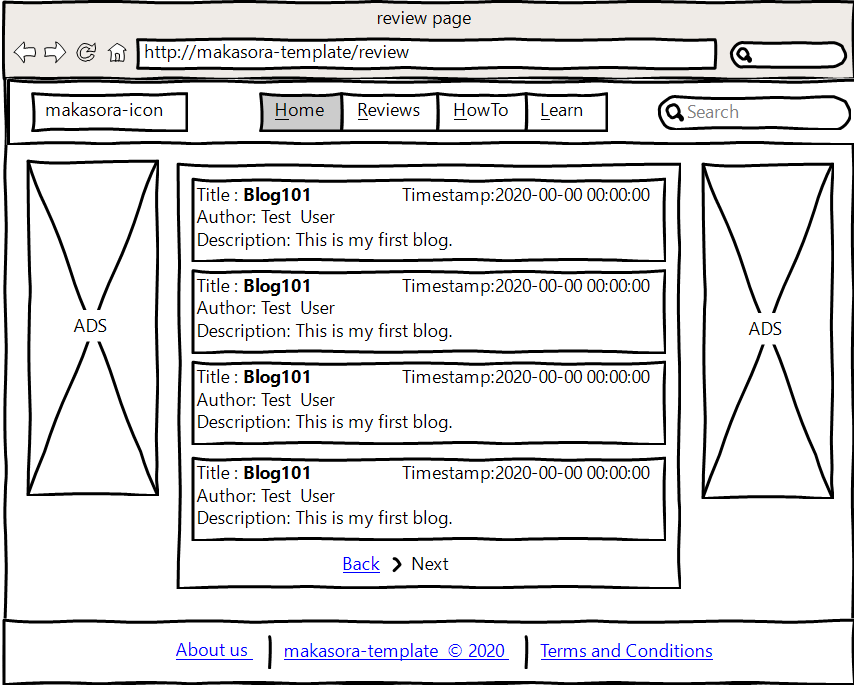 review page
http://makasora-template/review
makasora-icon Home Reviews HowTo Learn Search
Title : Blog101 Timestamp:2020-00-00 00:00:00
Author: Test User
Description: This is my first blog.
Title : Blog101 Timestamp:2020-00-00 00:00:00
Author: Test User
Description: This is my first blog.
ADS
ADS
Title : Blog101 Timestamp:2020-00-00 00:00:00
Author: Test User
Description: This is my first blog.
Title : Blog101 Timestamp:2020-00-00 00:00:00
Author: Test User
Description: This is my first blog.
Back Next
About us makasora-template © 2020 Terms and Conditions